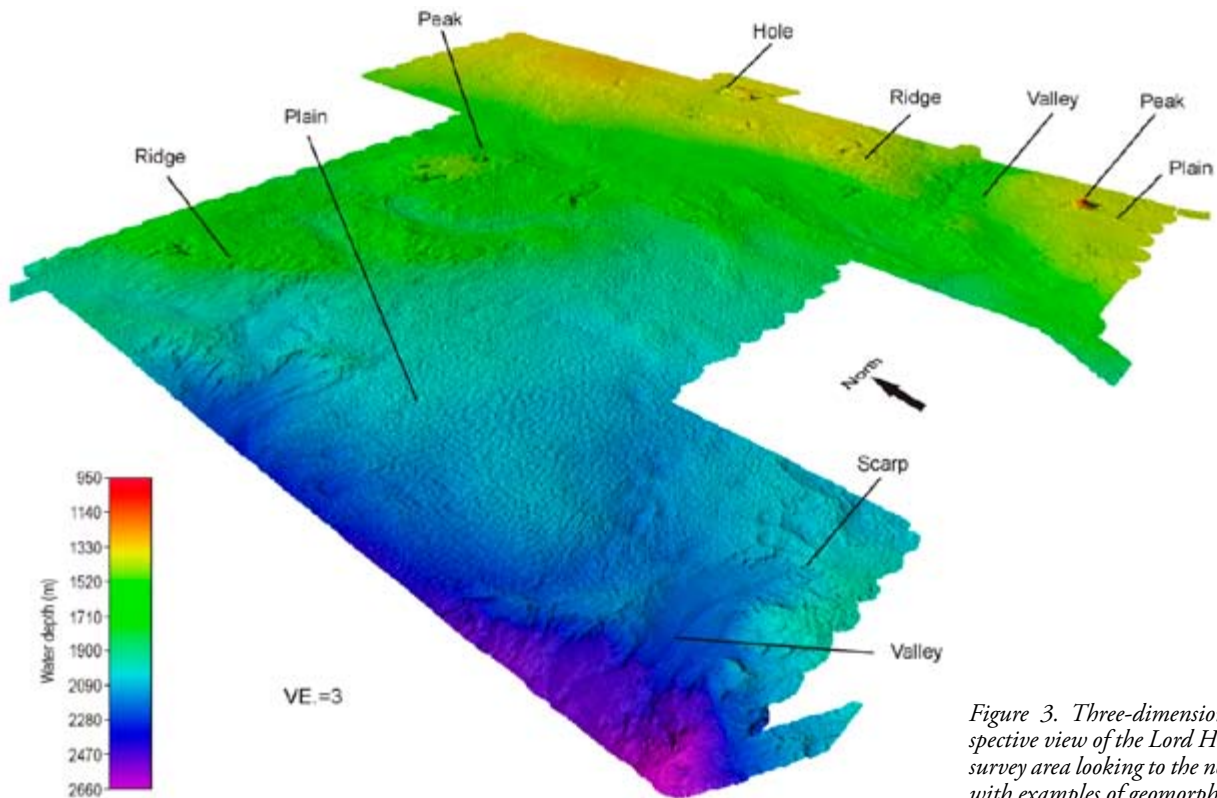 Peak
Hole
Plain
Ridge
Valley
Peak
Ridge
Plain
North
Scarp
950
1140
1330
1520
1710
1900
2090
2280
2470
2660
Water depth (m)
Valley
VE.=3
Figure 3. Three-dimension
spective view of the Lord H
survey area looking to the n
with examples of geomorph